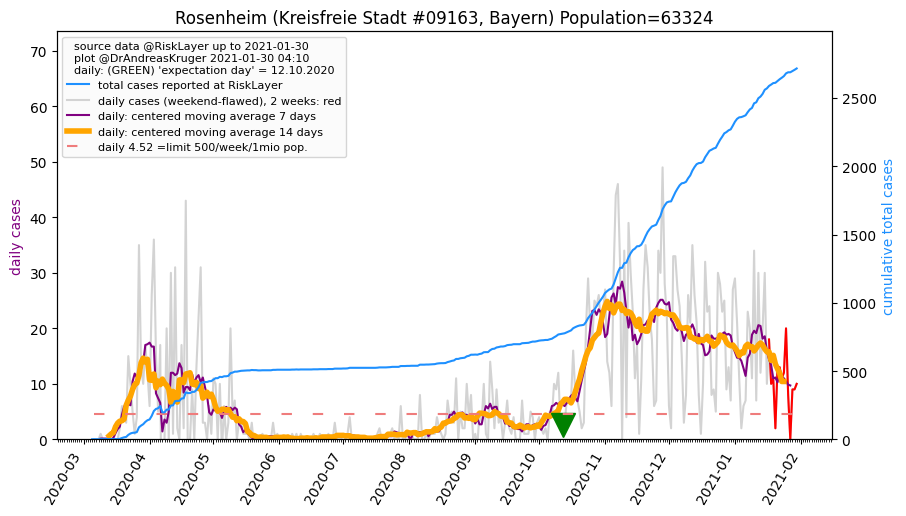 Rosenheim (Kreisfreie Stadt #09163, Bayern) Population=63324
source data @RiskLayer up to 2021-01-30
plot @DrAndreasKruger 2021-01-30 04:10
daily: (GREEN) 'expectation day' = 12.10.2020
total cases reported at RiskLayer
daily cases (weekend-flawed), 2 weeks: red
daily: centered moving average 7 days
daily: centered moving average 14 days
daily 4.52 =limit 500/week/1mio pop.
daily cases
70
60
50
40
30
20
10
0
cumulative total cases
2500
2000
1500
1000
500
0
2020-03
2020-04
2020-05
2020-06
2020-07
2020-08
2020-09
2020-10
2020-11
2020-12
2021-01
2021-02